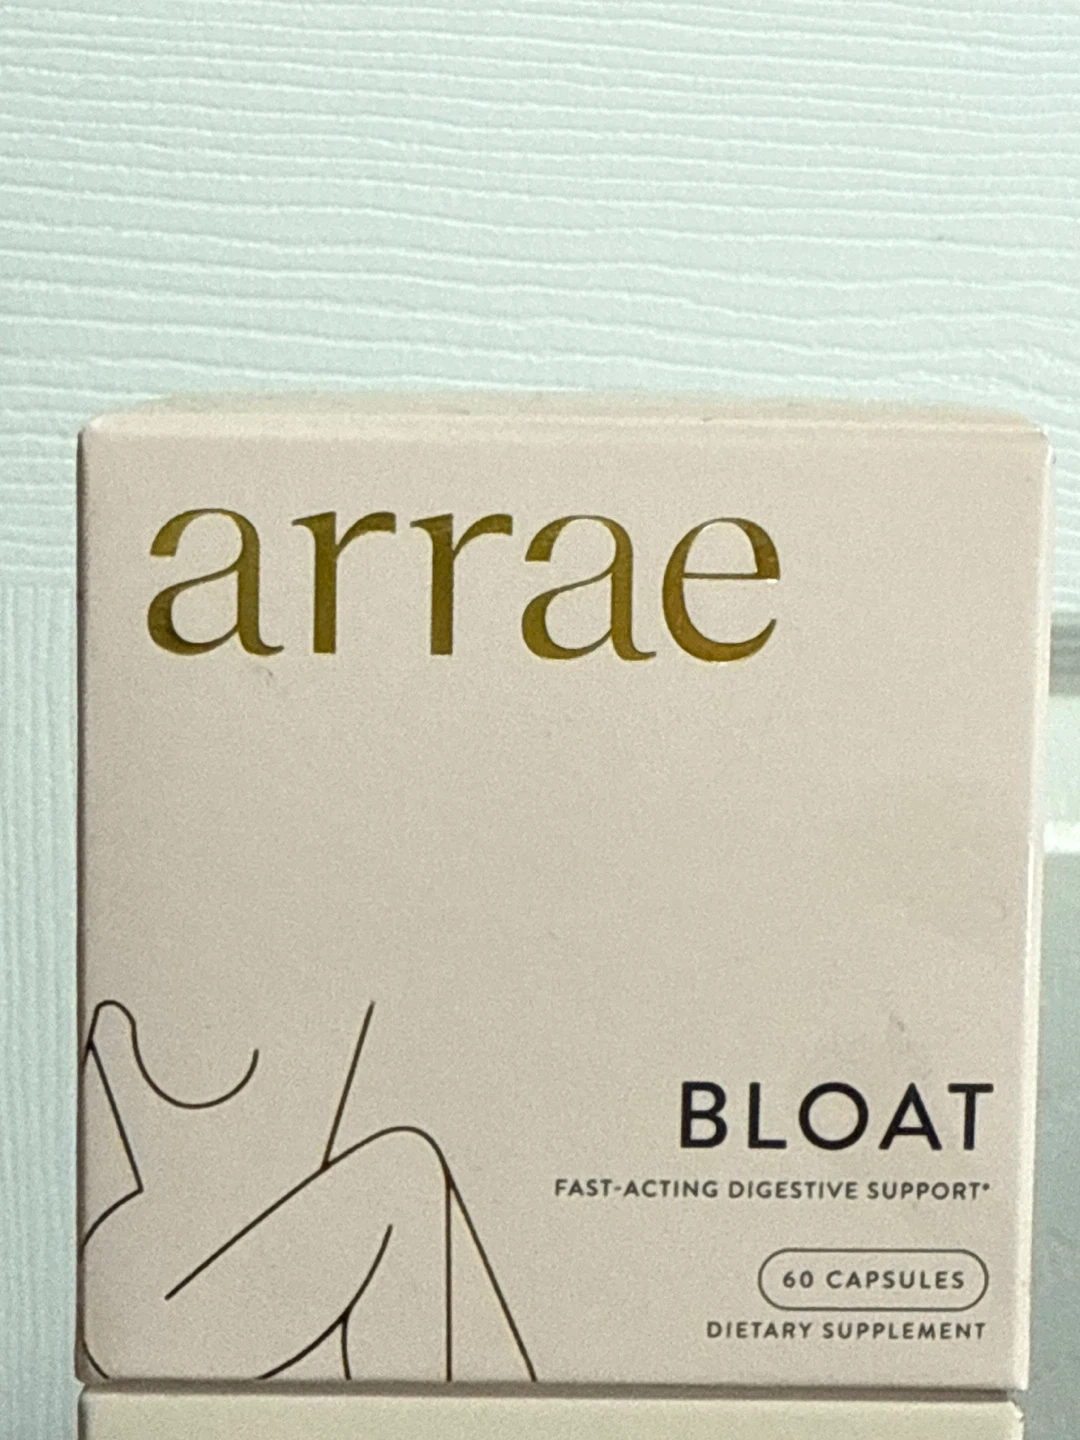 arrae
BLOAT
FAST-ACTING DIGESTIVE SUPPORT*
60 CAPSULES
DIETARY SUPPLEMENT